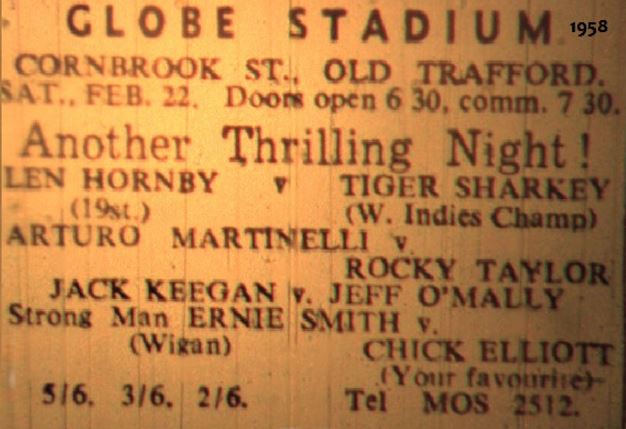 GLOBE STADIUM 1958
CORNBROOK ST., OLD TRAFFORD.
SAT., FEB. 22. Doors open 6 30, comm. 7 30.
Another Thrilling Night!
LEN HORNBY v TIGER SHARKEY
(19st.) (W. Indies Champ)
ARTURO MARTINELLI v.
ROCKY TAYLOR
JACK KEEGAN v. JEFF O'MALLY
Strong Man ERNIE SMITH v.
(Wigan) CHICK ELLIOTT
(Your favourite)
5/6. 3/6. 2/6. Tel MOS 2512.